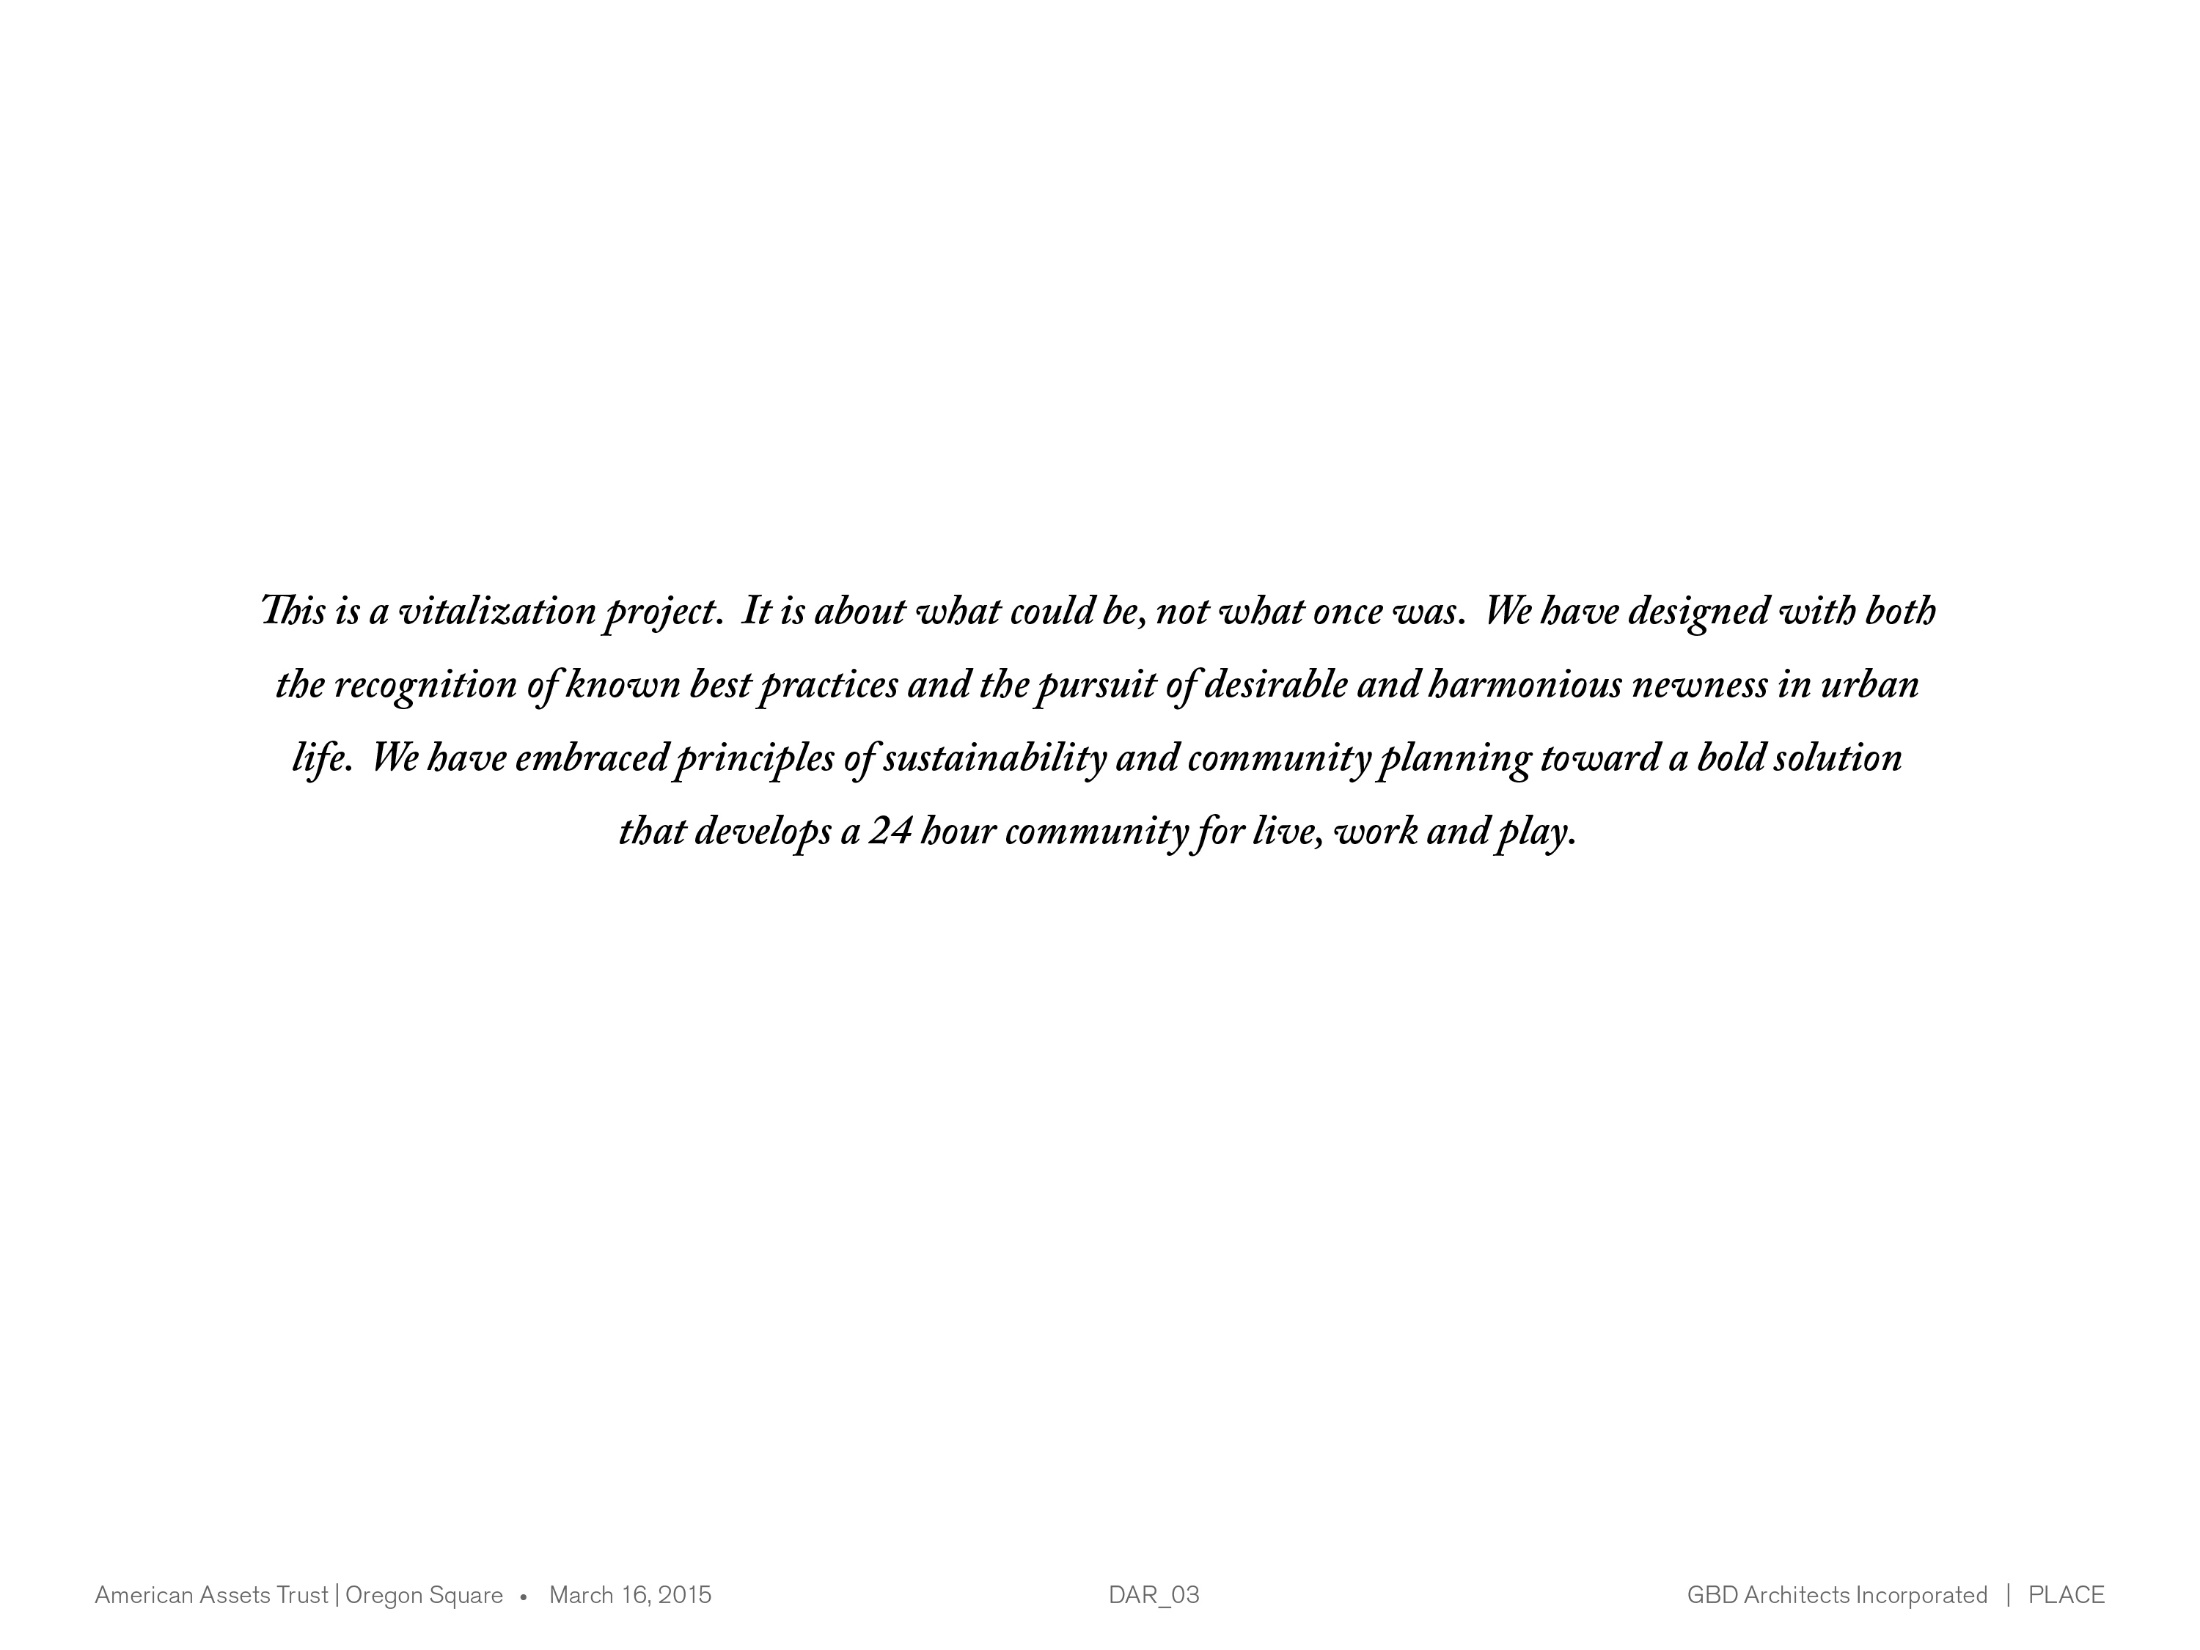 This is a vitalization project.  It is about what could be, not what once was.  We have designed with both
the recognition of known best practices and the pursuit of desirable and harmonious newness in urban
life.  We have embraced principles of sustainability and community planning toward a bold solution
that develops a 24 hour community for live, work and play.
American Assets Trust | Oregon Square • March 16, 2015
DAR_03
GBD Architects Incorporated | PLACE